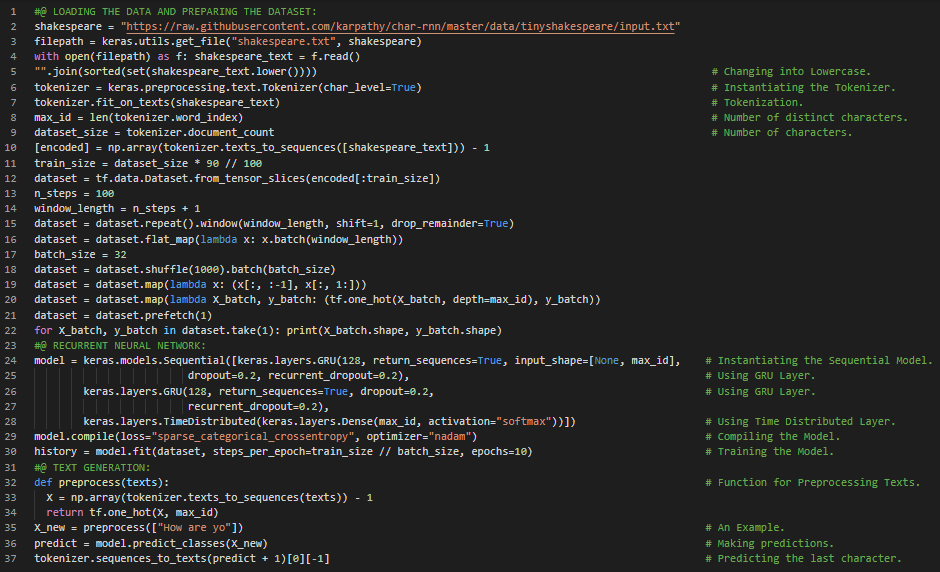 1 #@ LOADING THE DATA AND PREPARING THE DATASET:
2 shakespeare = "https://raw.githubusercontent.com/karpathy/char-rnn/master/data/tinyshakespeare/input.txt"
3 filepath = keras.utils.get_file("shakespeare.txt", shakespeare)
4 with open(filepath) as f: shakespeare_text = f.read()
5 "".join(sorted(set(shakespeare_text.lower()))) # Changing into Lowercase.
6 tokenizer = keras.preprocessing.text.Tokenizer(char_level=True) # Instantiating the Tokenizer.
7 tokenizer.fit_on_texts(shakespeare_text) # Tokenization.
8 max_id = len(tokenizer.word_index) # Number of distinct characters.
9 dataset_size = tokenizer.document_count # Number of characters.
10 [encoded] = np.array(tokenizer.texts_to_sequences([shakespeare_text])) - 1
11 train_size = dataset_size * 90 // 100
12 dataset = tf.data.Dataset.from_tensor_slices(encoded[:train_size])
13 n_steps = 100
14 window_length = n_steps + 1
15 dataset = dataset.repeat().window(window_length, shift=1, drop_remainder=True)
16 dataset = dataset.flat_map(lambda x: x.batch(window_length))
17 batch_size = 32
18 dataset = dataset.shuffle(1000).batch(batch_size)
19 dataset = dataset.map(lambda x: (x[:, :-1], x[:, 1:]))
20 dataset = dataset.map(lambda X_batch, y_batch: (tf.one_hot(X_batch, depth=max_id), y_batch))
21 dataset = dataset.prefetch(1)
22 for X_batch, y_batch in dataset.take(1): print(X_batch.shape, y_batch.shape)
23 #@ RECURRENT NEURAL NETWORK:
24 model = keras.models.Sequential([keras.layers.GRU(128, return_sequences=True, input_shape=[None, max_id], # Instantiating the Sequential Model.
25 dropout=0.2, recurrent_dropout=0.2), # Using GRU Layer.
26 keras.layers.GRU(128, return_sequences=True, dropout=0.2, # Using GRU Layer.
27 recurrent_dropout=0.2),
28 keras.layers.TimeDistributed(keras.layers.Dense(max_id, activation="softmax"))]) # Using Time Distributed Layer.
29 model.compile(loss="sparse_categorical_crossentropy", optimizer="nadam") # Compiling the Model.
30 history = model.fit(dataset, steps_per_epoch=train_size // batch_size, epochs=10) # Training the Model.
31 #@ TEXT GENERATION:
32 def preprocess(texts): # Function for Preprocessing Texts.
33 X = np.array(tokenizer.texts_to_sequences(texts)) - 1
34 return tf.one_hot(X, max_id)
35 X_new = preprocess(["How are yo"]) # An Example.
36 predict = model.predict_classes(X_new) # Making predictions.
37 tokenizer.sequences_to_texts(predict + 1)[0][-1] # Predicting the last character.